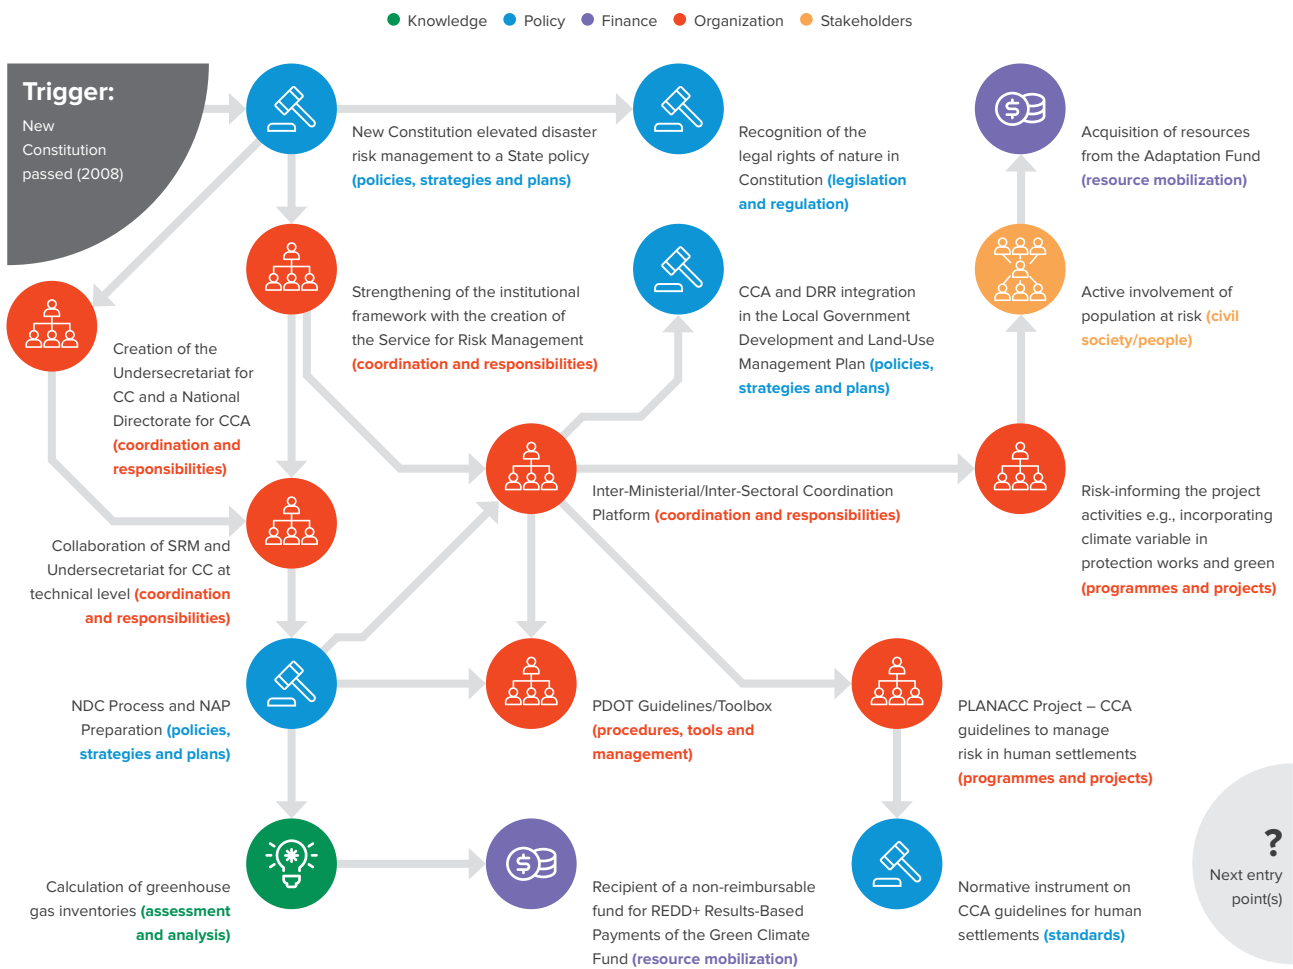 Knowledge
Policy
Finance
Organization
Stakeholders
Trigger:
New
Constitution
passed (2008)
New Constitution elevated disaster
risk management to a State policy
(policies, strategies and plans)
Recognition of the
legal rights of nature in
Constitution (legislation
and regulation)
Acquisition of resources
from the Adaptation Fund
(resource mobilization)
Strengthening of the institutional
framework with the creation of
the Service for Risk Management
(coordination and responsibilities)
CCA and DRR integration
in the Local Government
Development and Land-Use
Management Plan (policies,
strategies and plans)
Active involvement of
population at risk (civil
society/people)
Creation of the
Undersecretariat for
CC and a National
Directorate for CCA
(coordination and
responsibilities)
Inter-Ministerial/Inter-Sectoral Coordination
Platform (coordination and responsibilities)
Risk-informing the project
activities e.g., incorporating
climate variable in
protection works and green
(programmes and projects)
Collaboration of SRM and
Undersecretariat for CC at
technical level (coordination
and responsibilities)
NDC Process and NAP
Preparation (policies,
strategies and plans)
PDOT Guidelines/Toolbox
(procedures, tools and
management)
PLANACC Project – CCA
guidelines to manage
risk in human settlements
(programmes and projects)
Calculation of greenhouse
gas inventories (assessment
and analysis)
Recipient of a non-reimbursable
fund for REDD+ Results-Based
Payments of the Green Climate
Fund (resource mobilization)
Normative instrument on
CCA guidelines for human
settlements (standards)
?
Next entry
point(s)